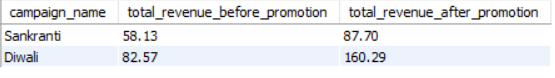 campaign_name total_revenue_before_promotion total_revenue_after_promotion
Sankranti 58.13 87.70
Diwali 82.57 160.29